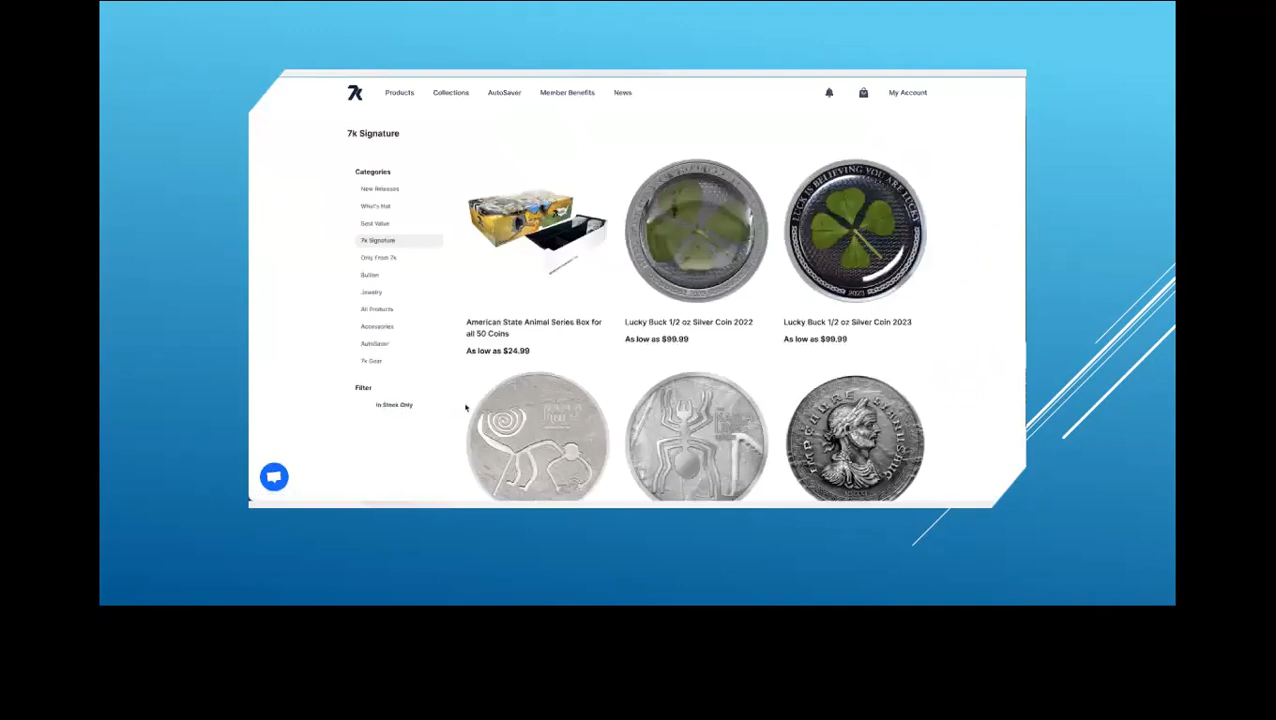 7k Products Collections AutoSaver Member Benefits News My Account
7k Signature
Categories
New Releases
What's Hot
Best Value
7k Signature
Only From 7k
Bullion
Jewelry
All Products
Accessories
AutoSaver
7k Gear
Filter
In Stock Only
LUCK IS BELIEVING YOU ARE LUCKY
2023
American State Animal Series Box for
all 50 Coins
As low as $24.99
Lucky Buck 1/2 oz Silver Coin 2022
As low as $99.99
Lucky Buck 1/2 oz Silver Coin 2023
As low as $99.99